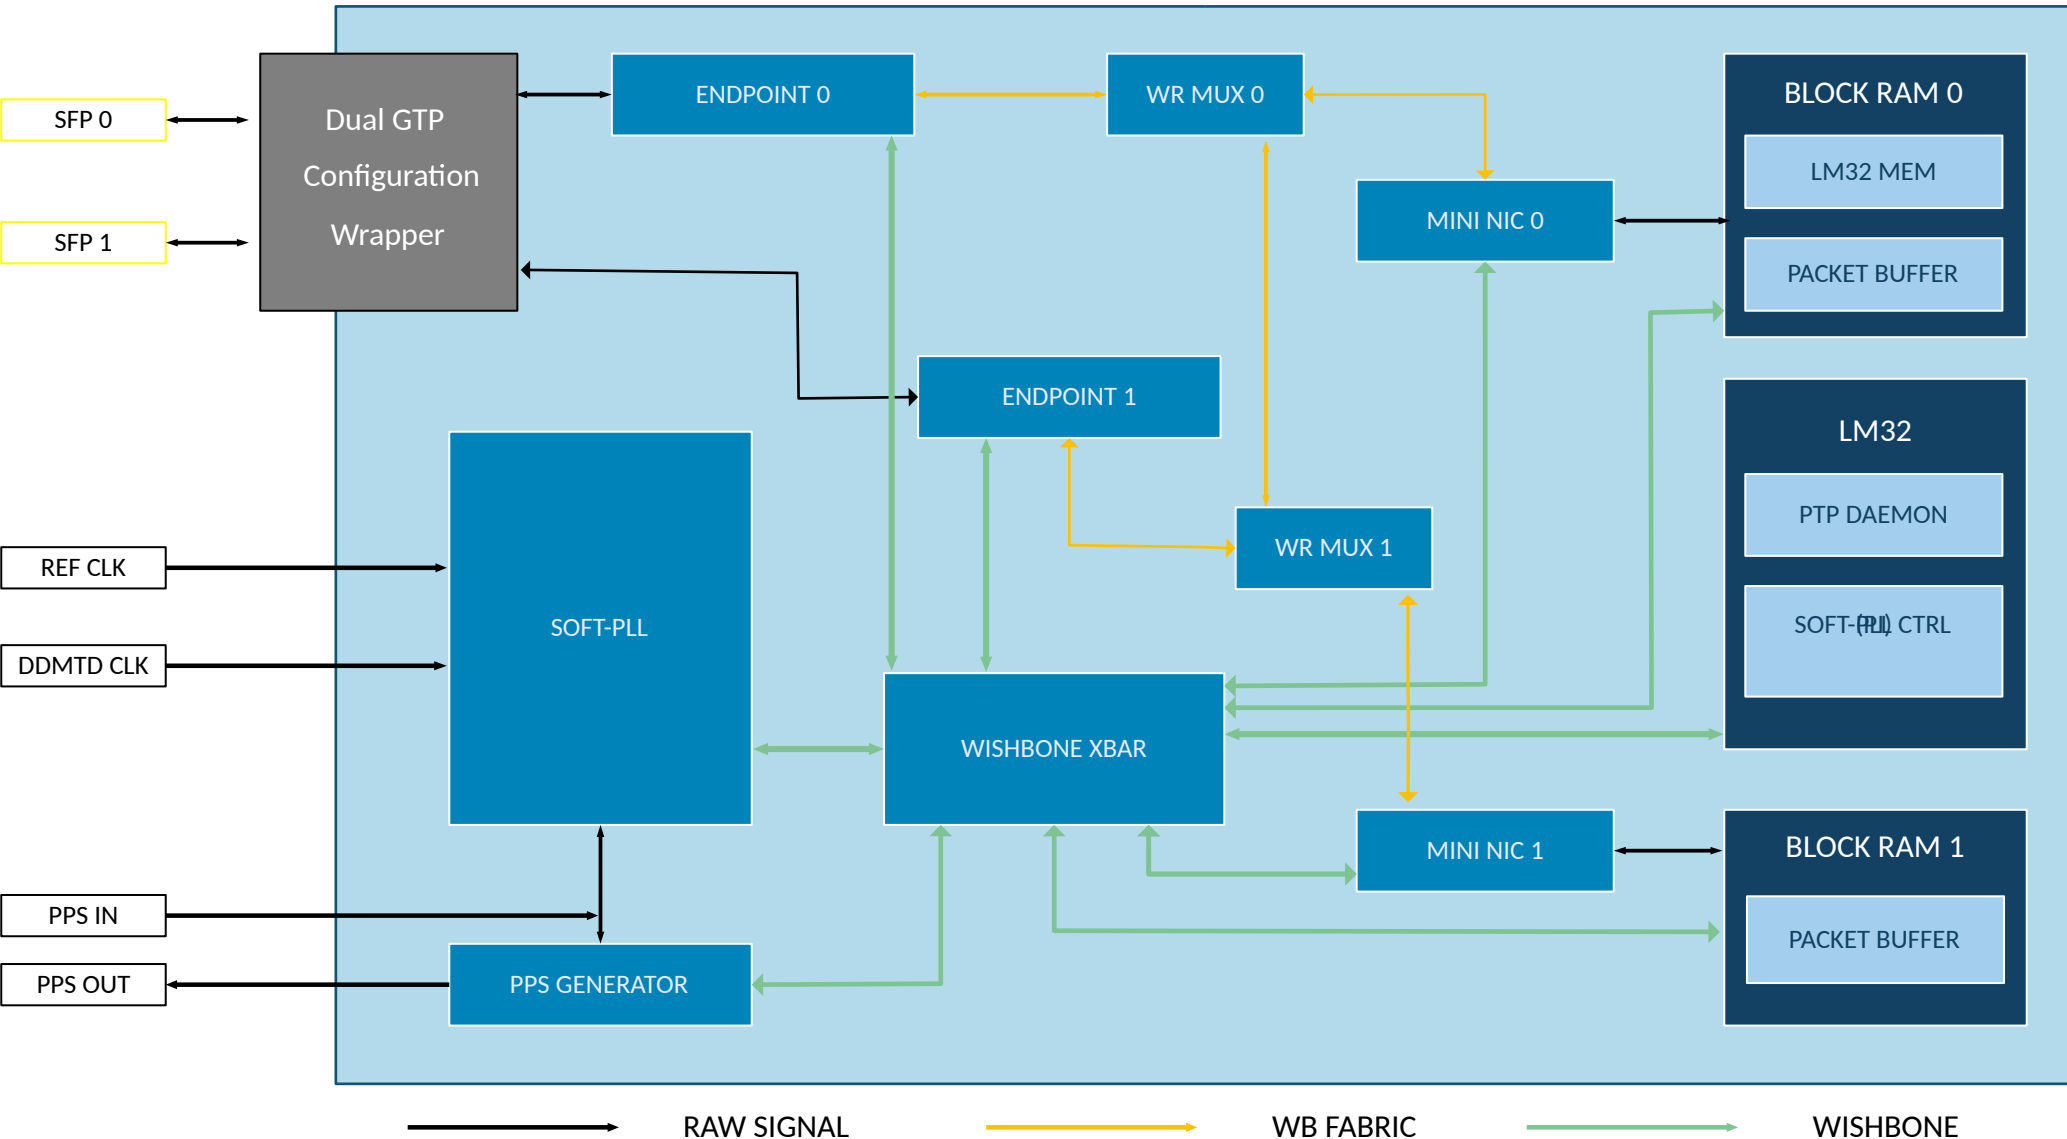 SFP 0
SFP 1
Dual GTP
Configuration
Wrapper
ENDPOINT 0
WR MUX 0
MINI NIC 0
BLOCK RAM 0
LM32 MEM
PACKET BUFFER
ENDPOINT 1
WR MUX 1
LM32
PTP DAEMON
SOFT-PLL CTRL
REF CLK
DDMTD CLK
SOFT-PLL
WISHBONE XBAR
MINI NIC 1
BLOCK RAM 1
PACKET BUFFER
PPS IN
PPS OUT
PPS GENERATOR
RAW SIGNAL
WB FABRIC
WISHBONE